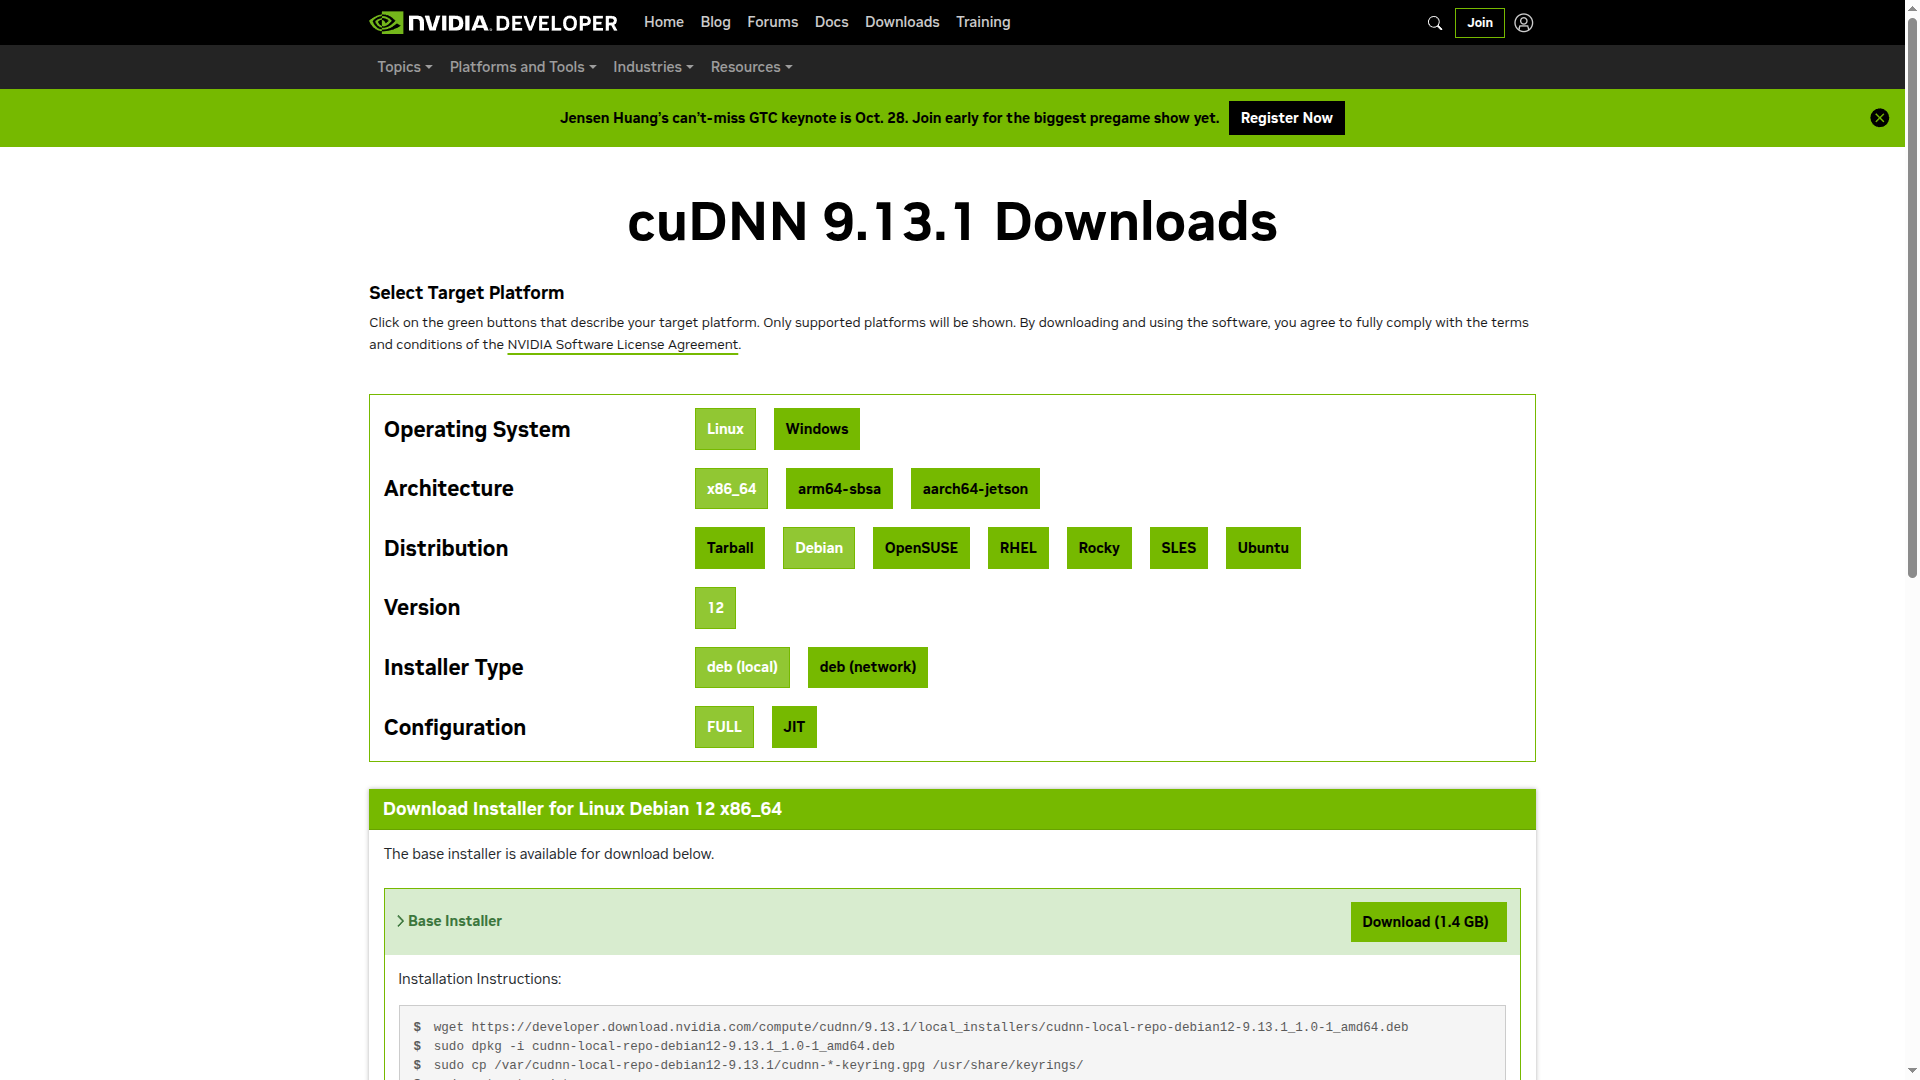 NVIDIA. DEVELOPER Home Blog Forums Docs Downloads Training Join
Topics Platforms and Tools Industries Resources
Jensen Huang's can't-miss GTC keynote is Oct. 28. Join early for the biggest pregame show yet. Register Now
cuDNN 9.13.1 Downloads
Select Target Platform
Click on the green buttons that describe your target platform. Only supported platforms will be shown. By downloading and using the software, you agree to fully comply with the terms
and conditions of the NVIDIA Software License Agreement.
Operating System Linux Windows
Architecture x86_64 arm64-sbsa aarch64-jetson
Distribution Tarball Debian OpenSUSE RHEL Rocky SLES Ubuntu
Version 12
Installer Type deb (local) deb (network)
Configuration FULL JIT
Download Installer for Linux Debian 12 x86_64
The base installer is available for download below.
Base Installer Download (1.4 GB)
Installation Instructions:
$ wget https://developer.download.nvidia.com/compute/cudnn/9.13.1/local_installers/cudnn-local-repo-debian12-9.13.1_1.0-1_amd64.deb
$ sudo dpkg -i cudnn-local-repo-debian12-9.13.1_1.0-1_amd64.deb
$ sudo cp /var/cudnn-local-repo-debian12-9.13.1/cudnn-*-keyring.gpg /usr/share/keyrings/